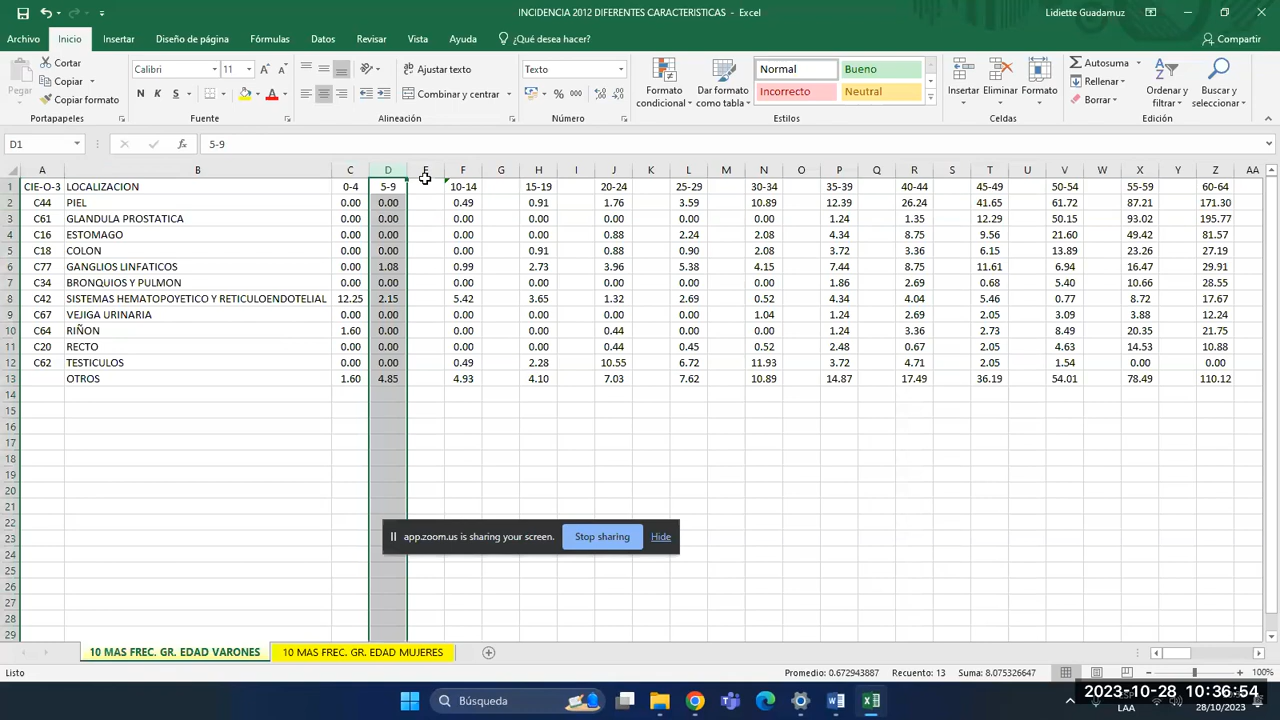 INCIDENCIA 2012 DIFERENTES CARACTERISTICAS - Excel
Lidiette Guadamuz
Archivo Inicio Insertar Diseño de página Fórmulas Datos Revisar Vista Ayuda ¿Qué desea hacer? Compartir
Pegar
Cortar
Copiar
Copiar formato
Portapapeles
Calibri 11
N K S
Fuente
Ajustar texto
Combinar y centrar
Alineación
Texto
% 000
Número
Formato condicional
Dar formato como tabla
Normal Bueno
Incorrecto Neutral
Estilos
Insertar Eliminar Formato
Celdas
Autosuma
Rellenar
Borrar
Ordenar y filtrar
Buscar y seleccionar
Edición
D1 fx 5-9
A B C D F G H I J K L M N O P Q R S T U V W X Y Z AA
1 CIE-O-3 LOCALIZACION 0-4 5-9 10-14 15-19 20-24 25-29 30-34 35-39 40-44 45-49 50-54 55-59 60-64
2 C44 PIEL 0.00 0.00 0.49 0.91 1.76 3.59 10.89 12.39 26.24 41.65 61.72 87.21 171.30
3 C61 GLANDULA PROSTATICA 0.00 0.00 0.00 0.00 0.00 0.00 0.00 1.24 1.35 12.29 50.15 93.02 195.77
4 C16 ESTOMAGO 0.00 0.00 0.00 0.00 0.88 2.24 2.08 4.34 8.75 9.56 21.60 49.42 81.57
5 C18 COLON 0.00 0.00 0.00 0.91 0.88 0.90 2.08 3.72 3.36 6.15 13.89 23.26 27.19
6 C77 GANGLIOS LINFATICOS 0.00 1.08 0.99 2.73 3.96 5.38 4.15 7.44 8.75 11.61 6.94 16.47 29.91
7 C34 BRONQUIOS Y PULMON 0.00 0.00 0.00 0.00 0.00 0.00 0.00 1.86 0.00 0.68 5.40 10.66 28.55
8 C42 SISTEMAS HEMATOPOYETICO Y RETICULOENDOTELIAL 12.25 2.15 5.42 3.65 1.32 2.69 0.52 4.34 4.04 5.46 0.77 8.72 17.67
9 C67 VEJIGA URINARIA 0.00 0.00 0.00 0.00 0.00 0.00 1.04 1.24 2.69 2.05 3.09 3.88 12.24
10 C64 RIÑON 1.60 0.00 0.00 0.00 0.44 0.00 0.00 1.24 3.36 2.73 8.49 20.35 21.75
11 C20 RECTO 0.00 0.00 0.00 0.00 0.44 0.45 0.52 2.48 0.67 2.05 4.63 14.53 10.88
12 C62 TESTICULOS 0.00 0.00 0.49 2.28 10.55 6.72 11.93 3.72 4.71 2.05 1.54 0.00 0.00
13 OTROS 1.60 4.85 4.93 4.10 7.03 7.62 10.89 14.87 17.49 36.19 54.01 78.49 110.12
14
15
16
17
18
19
20
21
22
23
24
25
26
27
28
29
app.zoom.us is sharing your screen. Stop sharing Hide
10 MAS FREC. GR. EDAD VARONES 10 MAS FREC. GR. EDAD MUJERES
Listo Promedio: 0.672943887 Recuento: 13 Suma: 8.075326647 100%
Búsqueda
LAA
28/10/2023
2023-10-28 10:36:54